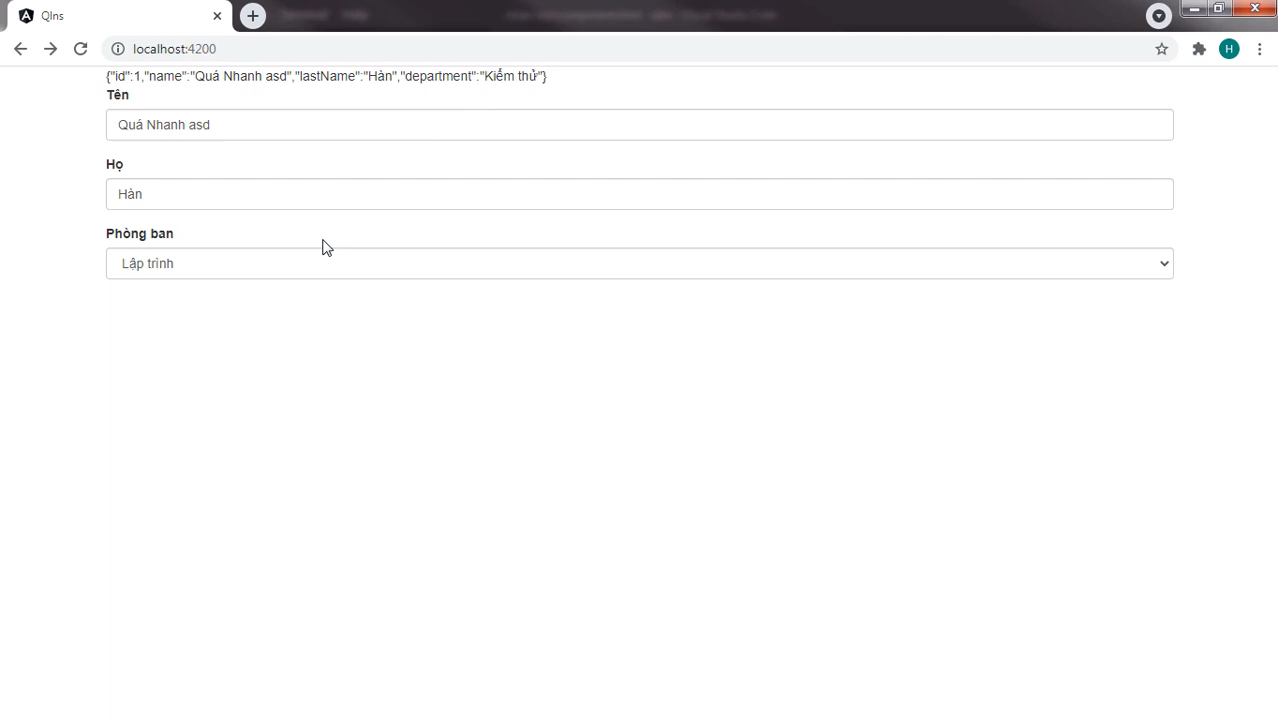 QIns
localhost:4200
H
{"id":1,"name":"Quá Nhanh asd","lastName":"Hàn","department":"Kiểm thử"}
Tên
Quá Nhanh asd
Họ
Hàn
Phòng ban
Lập trình